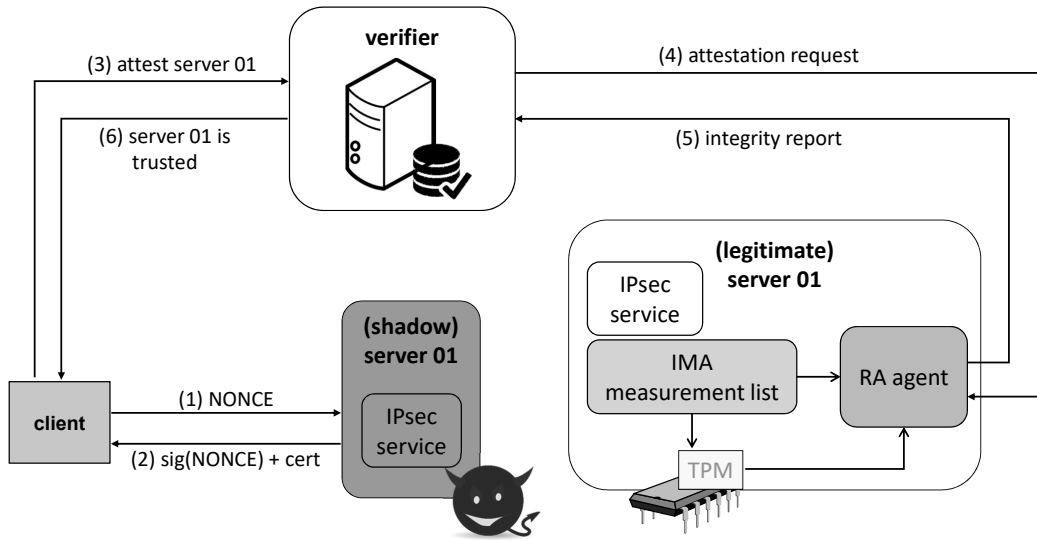 verifier
(3) attest server 01
(4) attestation request
(6) server 01 is
trusted
(5) integrity report
(legitimate)
server 01
IPsec
service
(shadow)
server 01
IMA
measurement list
RA agent
client
(1) NONCE
IPsec
service
(2) sig(NONCE) + cert
TPM